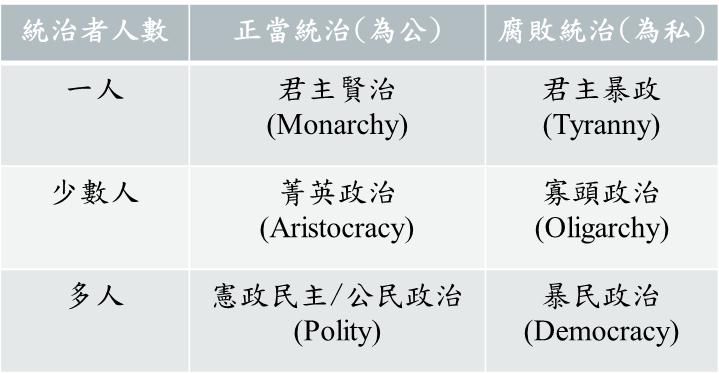 統治者人數 正當統治(為公) 腐敗統治(為私)
一人 君主賢治 君主暴政
(Monarchy) (Tyranny)
少數人 菁英政治 寡頭政治
(Aristocracy) (Oligarchy)
多人 憲政民主/公民政治 暴民政治
(Polity) (Democracy)